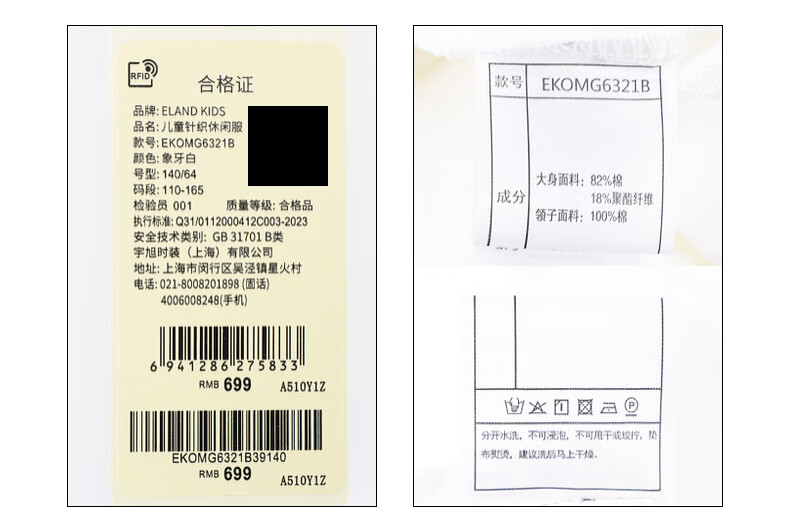 RFID
合格证
品牌: ELAND KIDS
品名: 儿童针织休闲服
款号: EKOMG6321B
颜色: 象牙白
号型: 140/64
码段: 110-165
检验员 001 质量等级: 合格品
执行标准: Q31/0112000412C003-2023
安全技术类别: GB 31701 B类
宇旭时装（上海）有限公司
地址: 上海市闵行区吴泾镇星火村
电话: 021-8008201898 (固话)
4006008248(手机)
6 941286 275833
RMB 699 A510Y1Z
EKOMG6321B39140
RMB 699 A510Y1Z
款号 EKOMG6321B
大身面料: 82%棉
成分 18%聚酯纤维
领子面料: 100%棉
P
分开水洗，不可浸泡，不可甩干或绞拧，垫
布熨烫，建议洗后马上干燥。